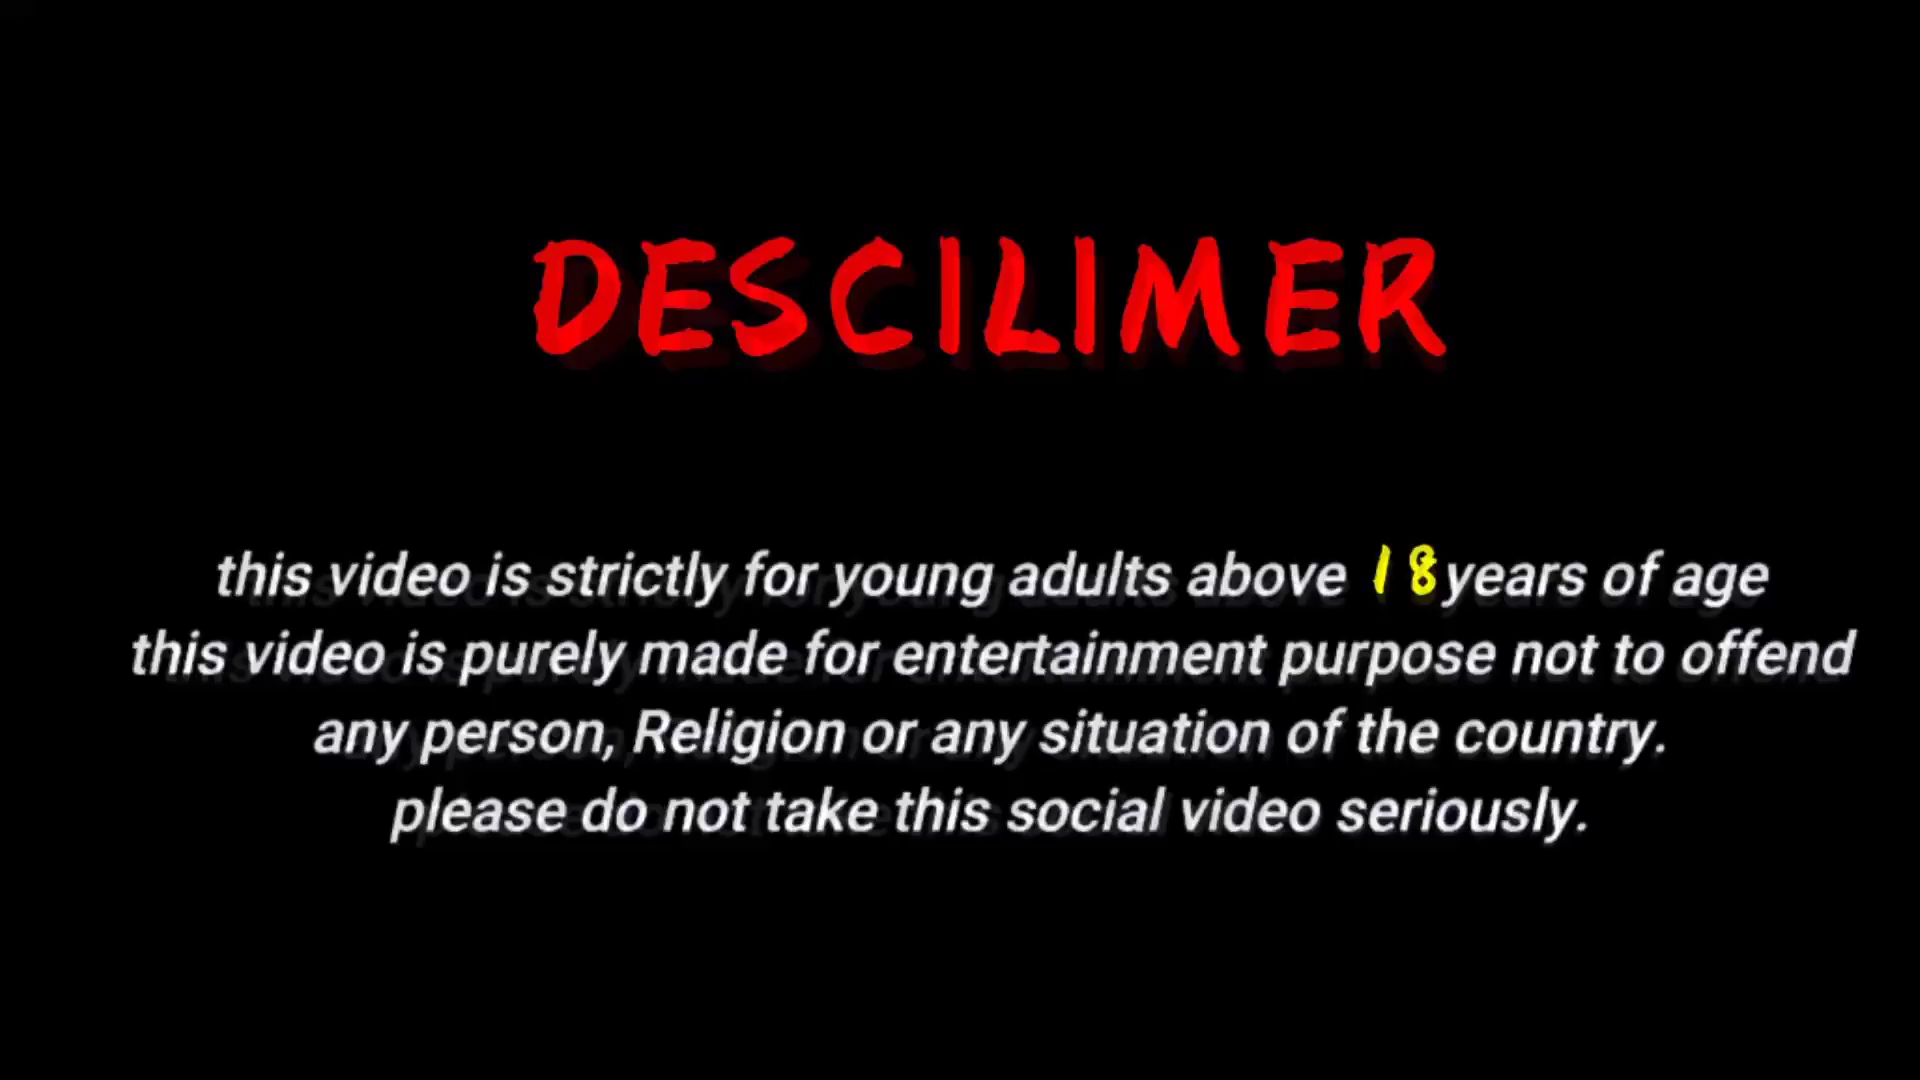 DESCILIMER
this video is strictly for young adults above 18years of age
this video is purely made for entertainment purpose not to offend
any person, Religion or any situation of the country.
please do not take this social video seriously.